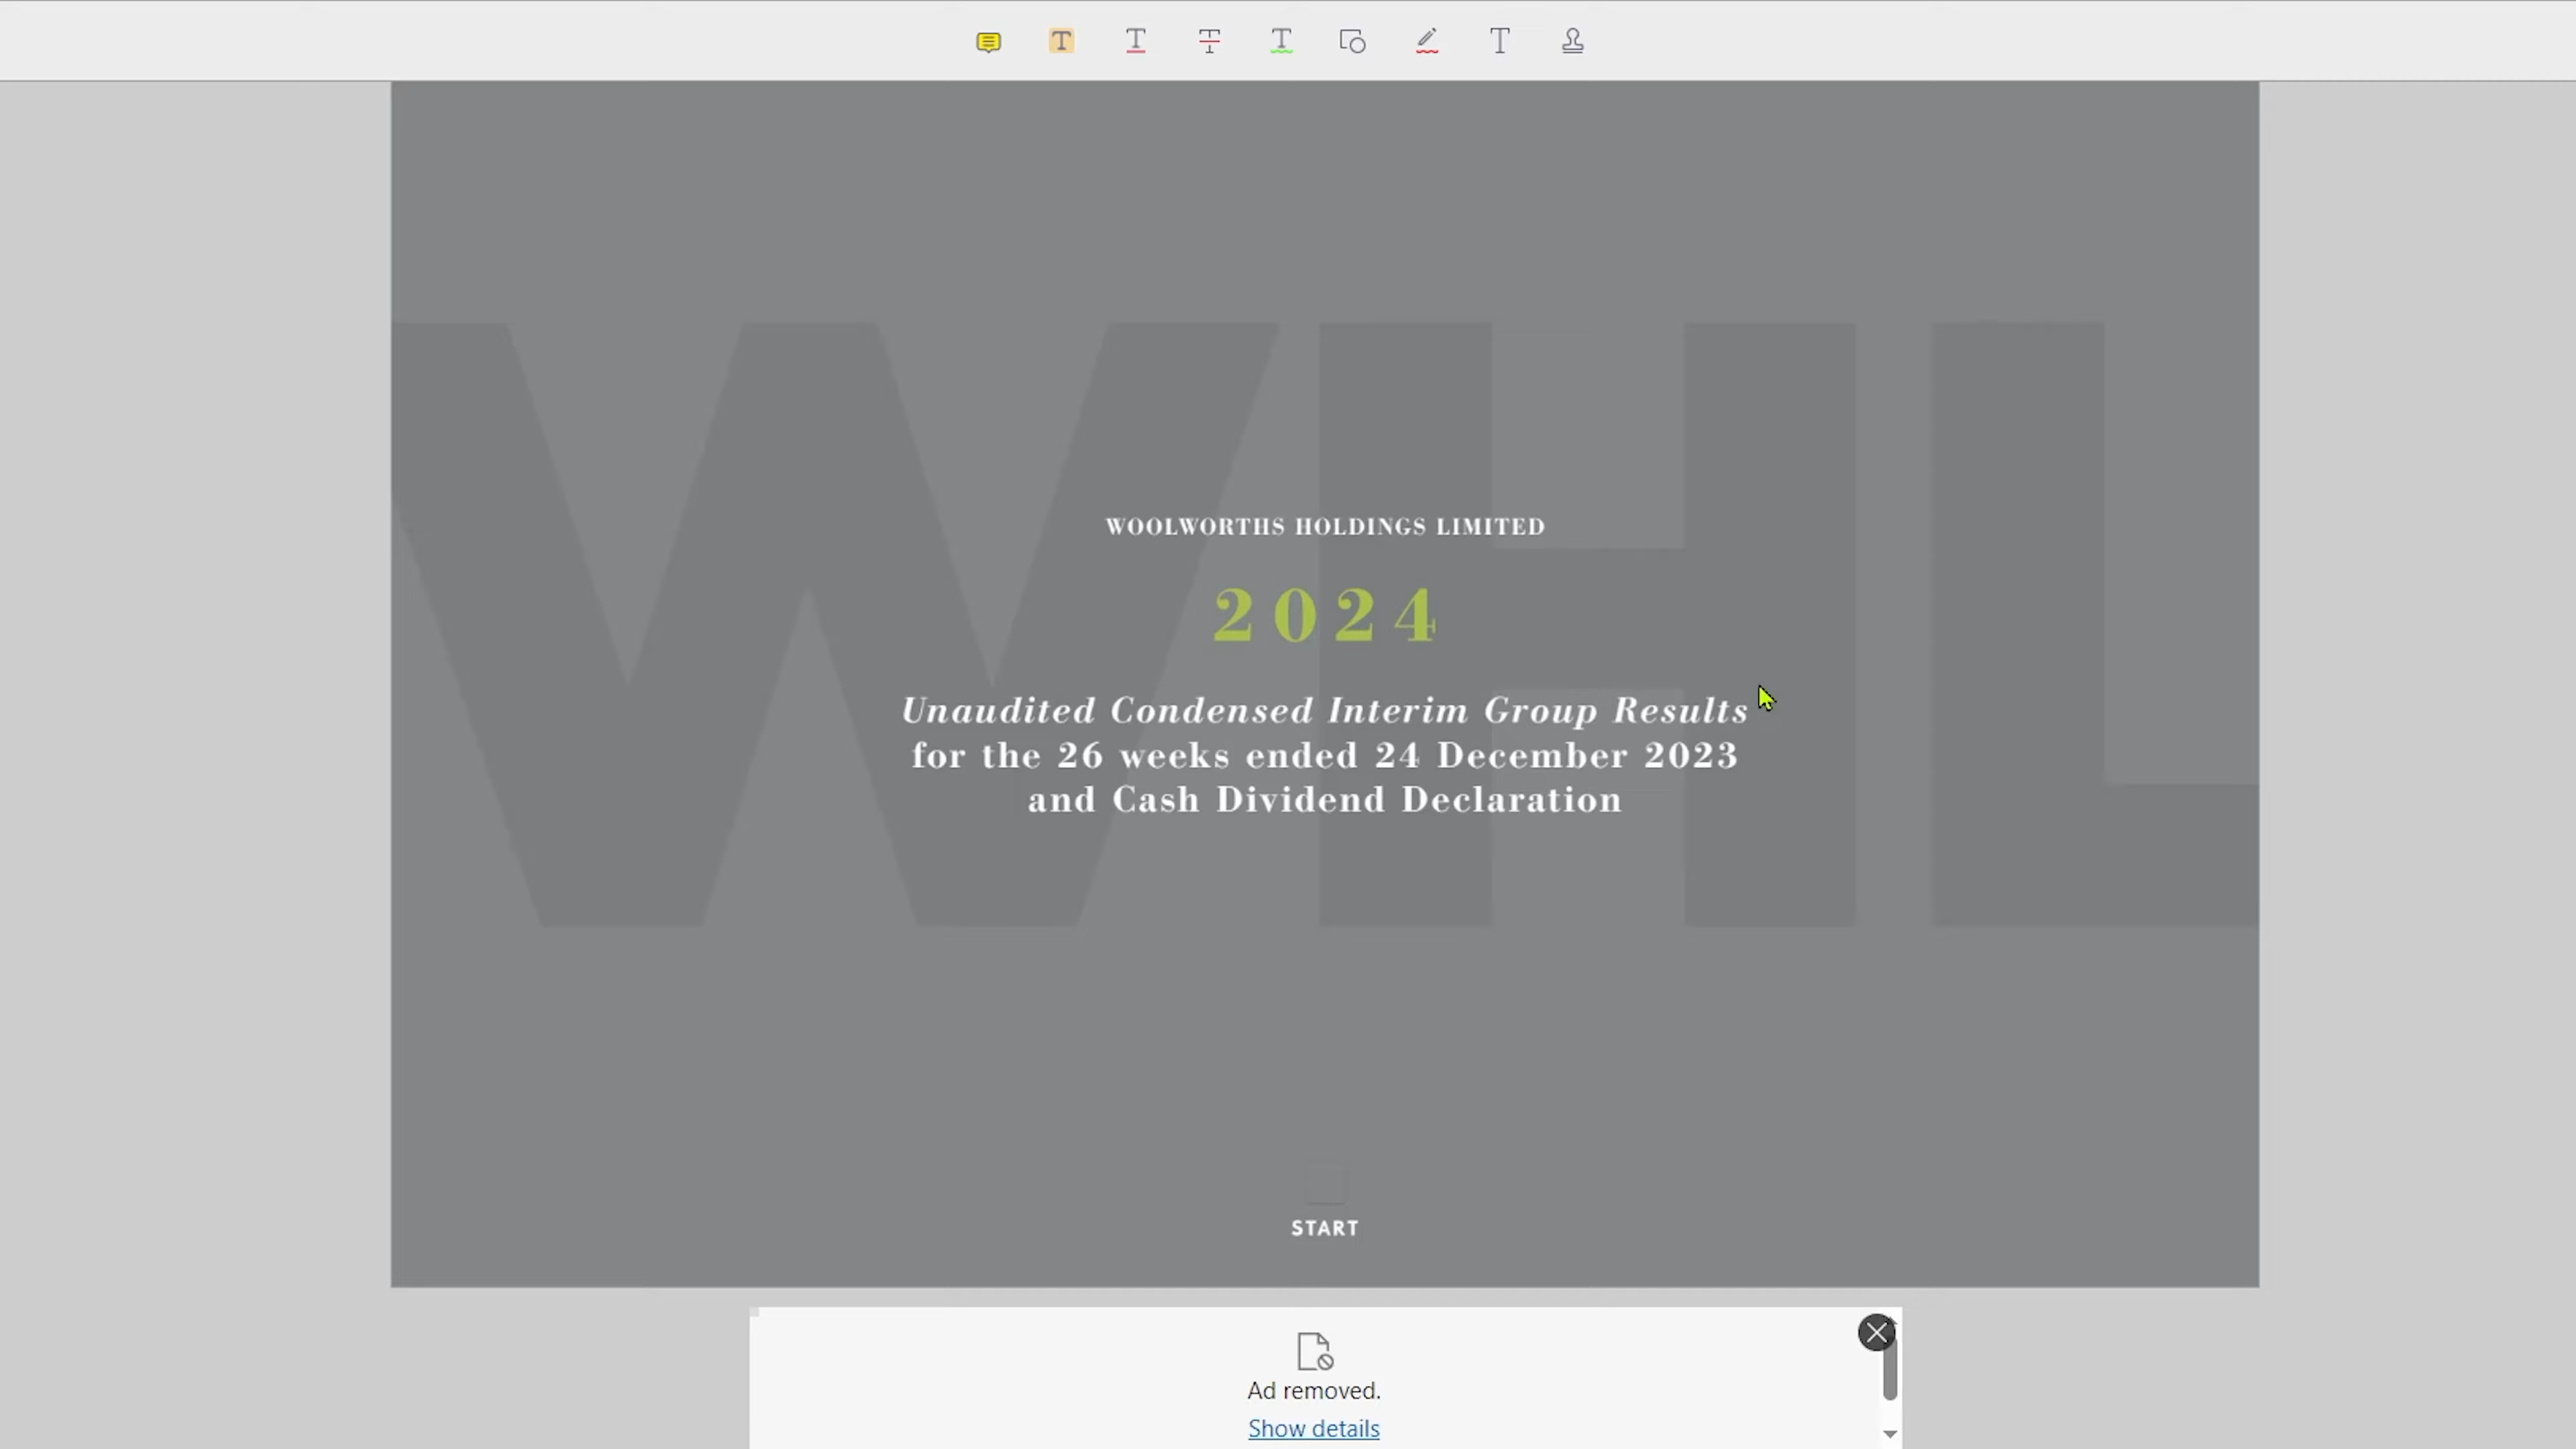 WHL
WOOLWORTHS HOLDINGS LIMITED
2024
Unaudited Condensed Interim Group Results
for the 26 weeks ended 24 December 2023
and Cash Dividend Declaration
START
Ad removed.
Show details